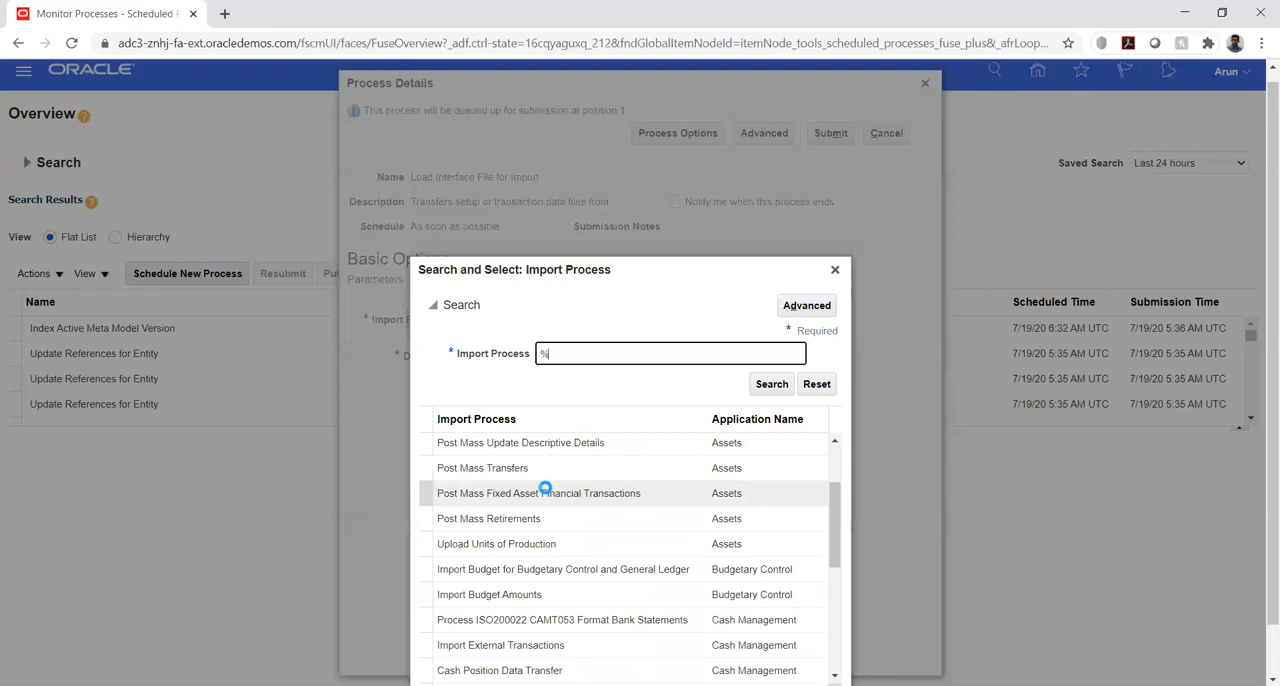 Monitor Processes - Scheduled P
adc3-znhj-fa-ext.oracledemos.com/fscmUI/faces/FuseOverview?_adf.ctrl-state=16cqyaguxq_212&fndGlobalItemNodeId=itemNode_tools_scheduled_processes_fuse_plus&_afrLoop...
ORACLE
Arun
Process Details
This process will be queued up for submission at position 1
Process Options
Advanced
Submit
Cancel
Overview
Search
Saved Search
Last 24 hours
Name Load Interface File for Import
Description Transfers setup or transaction data files from ...
Notify me when this process ends
Schedule As soon as possible
Submission Notes
Search Results
View
Flat List
Hierarchy
Basic Op
Parameters
Actions
View
Schedule New Process
Resubmit
Pu
* Import P
* D
Name
Scheduled Time
Submission Time
Index Active Meta Model Version
7/19/20 6:32 AM UTC
7/19/20 5:36 AM UTC
Update References for Entity
7/19/20 5:35 AM UTC
7/19/20 5:35 AM UTC
Update References for Entity
7/19/20 5:35 AM UTC
7/19/20 5:35 AM UTC
Update References for Entity
7/19/20 5:35 AM UTC
7/19/20 5:35 AM UTC
Search and Select: Import Process
Search
Advanced
* Required
* Import Process
%
Search
Reset
Import Process
Application Name
Post Mass Update Descriptive Details
Assets
Post Mass Transfers
Assets
Post Mass Fixed Asset Financial Transactions
Assets
Post Mass Retirements
Assets
Upload Units of Production
Assets
Import Budget for Budgetary Control and General Ledger
Budgetary Control
Import Budget Amounts
Budgetary Control
Process ISO200022 CAMT053 Format Bank Statements
Cash Management
Import External Transactions
Cash Management
Cash Position Data Transfer
Cash Management